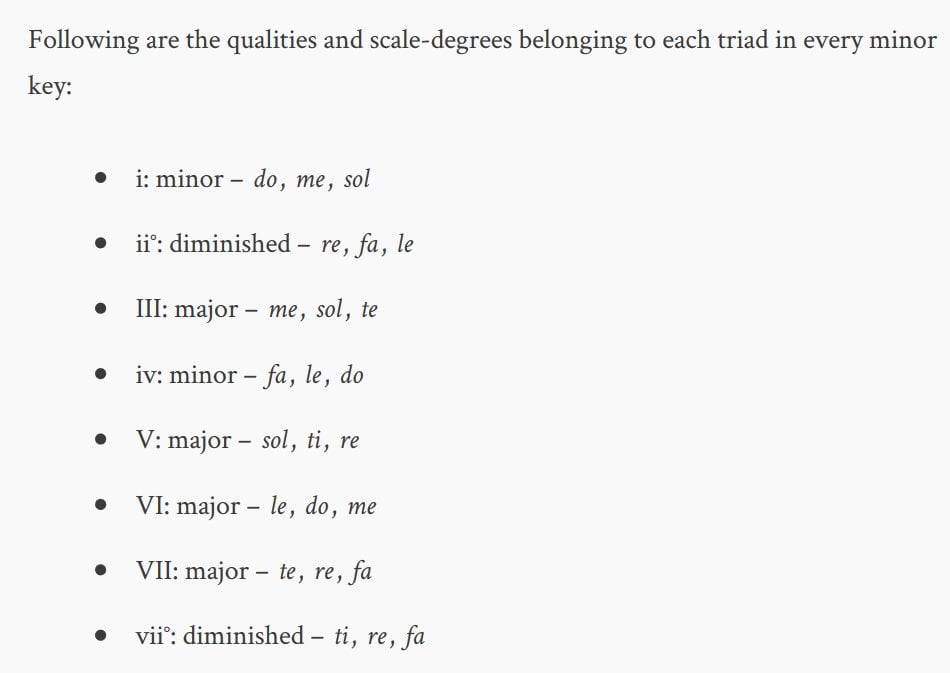 Following are the qualities and scale-degrees belonging to each triad in every minor
key:
● i: minor – do, me, sol
● ii°: diminished – re, fa, le
● III: major – me, sol, te
● iv: minor – fa, le, do
● V: major – sol, ti, re
● VI: major – le, do, me
● VII: major – te, re, fa
● vii°: diminished – ti, re, fa